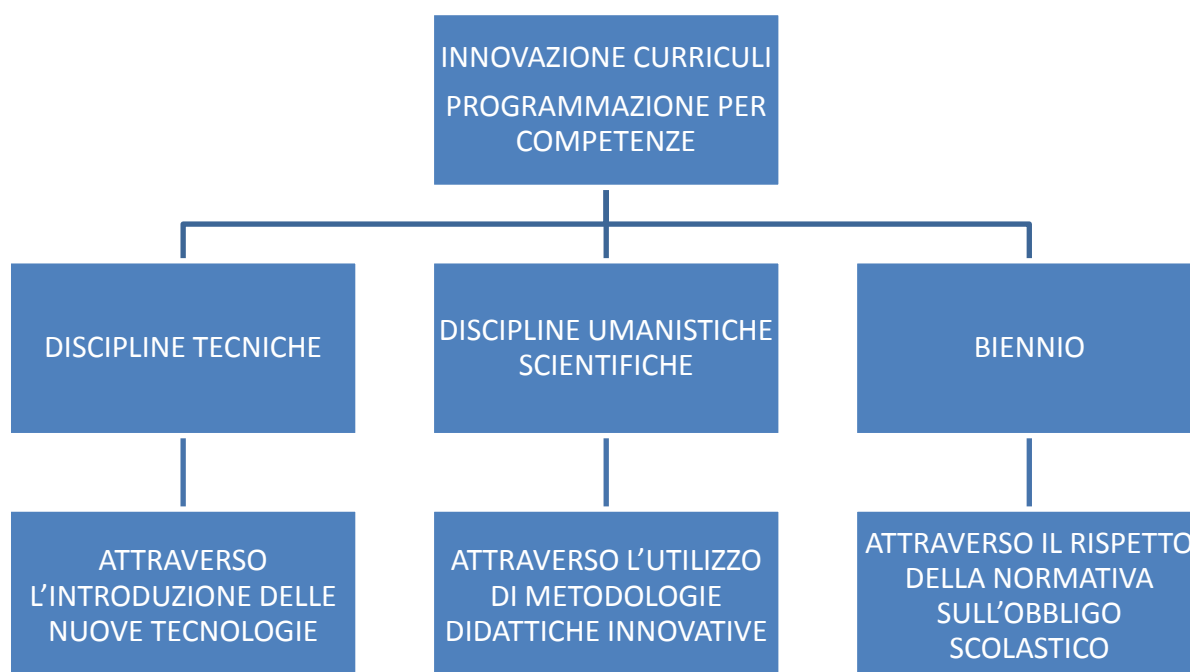 INNOVAZIONE CURRICULI
PROGRAMMAZIONE PER
COMPETENZE
DISCIPLINE TECNICHE
DISCIPLINE UMANISTICHE
SCIENTIFICHE
BIENNIO
ATTRAVERSO
L’INTRODUZIONE DELLE
NUOVE TECNOLOGIE
ATTRAVERSO L’UTILIZZO
DI METODOLOGIE
DIDATTICHE INNOVATIVE
ATTRAVERSO IL RISPETTO
DELLA NORMATIVA
SULL’OBBLIGO
SCOLASTICO